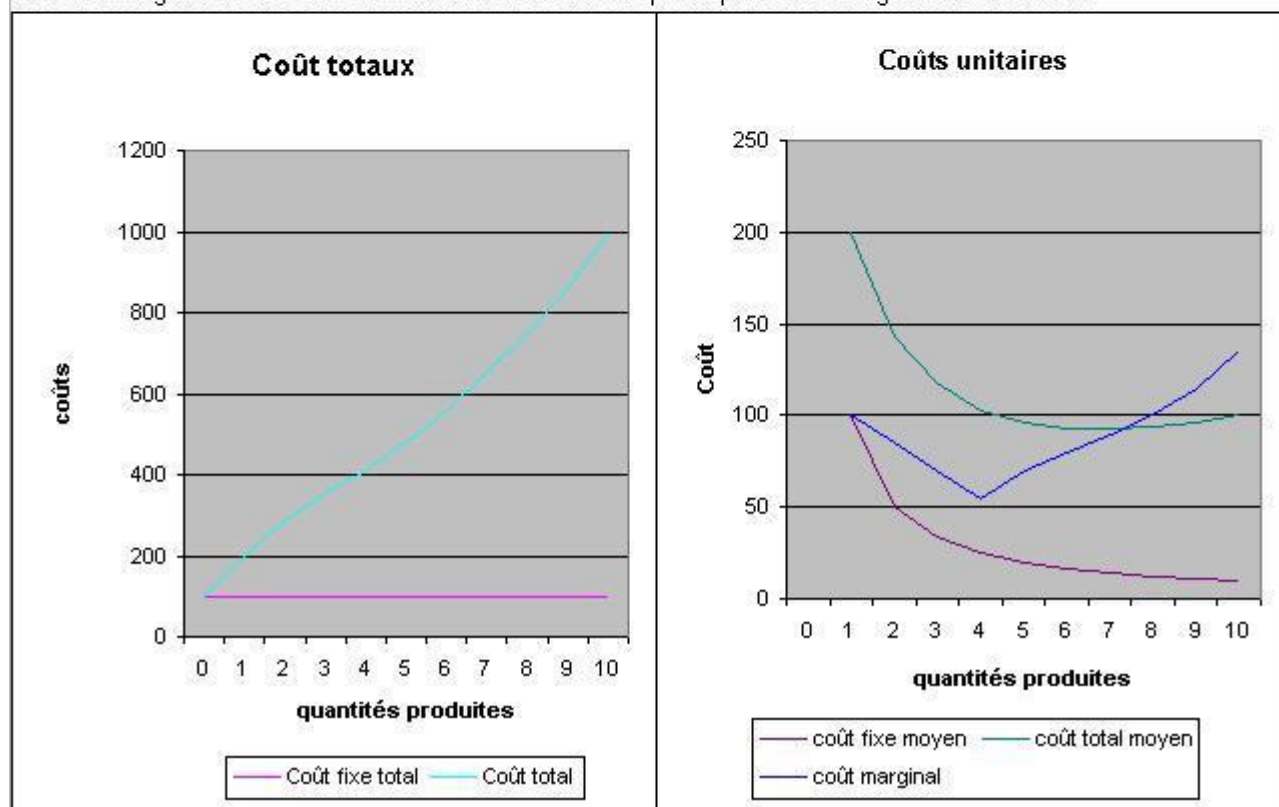 Coût totaux
1200
1000
800
600
400
200
0
coûts
0 1 2 3 4 5 6 7 8 9 10
quantités produites
Coût fixe total Coût total
Coûts unitaires
250
200
150
100
50
0
Coût
0 1 2 3 4 5 6 7 8 9 10
quantités produites
coût fixe moyen coût total moyen
coût marginal